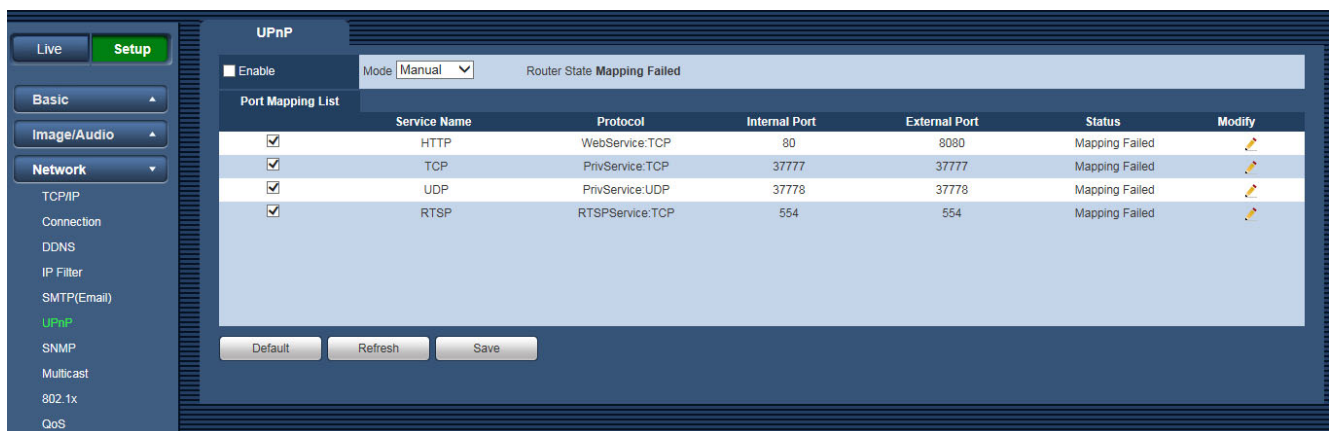 UPnP
Live Setup
Enable Mode Manual Router State Mapping Failed
Basic
Port Mapping List
Service Name Protocol Internal Port External Port Status Modify
Image/Audio
HTTP WebService:TCP 80 8080 Mapping Failed
Network
TCP PrivService:TCP 37777 37777 Mapping Failed
UDP PrivService:UDP 37778 37778 Mapping Failed
TCP/IP
RTSP RTSPService:TCP 554 554 Mapping Failed
Connection
DDNS
IP Filter
SMTP(Email)
UPnP
SNMP
Default Refresh Save
Multicast
802.1x
QoS